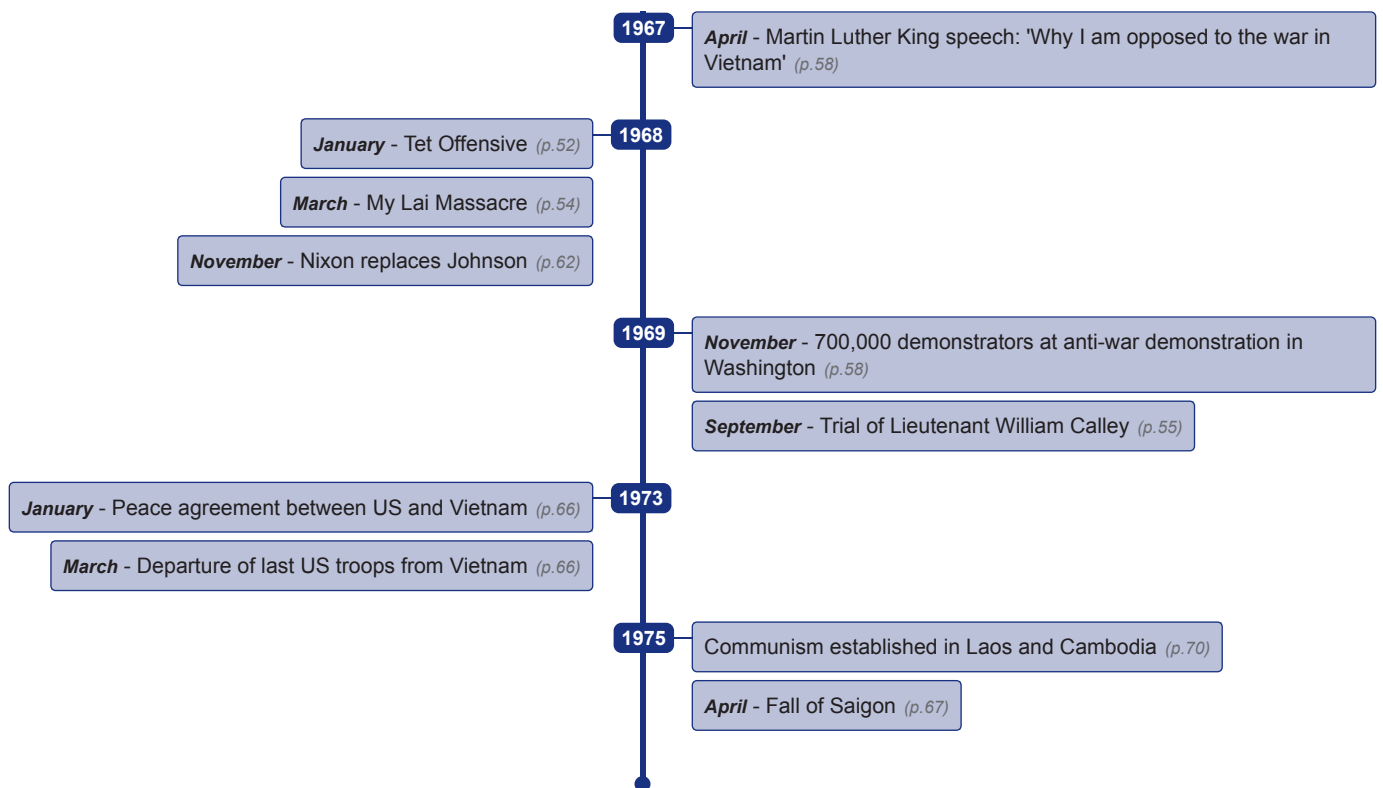 1967
April - Martin Luther King speech: 'Why I am opposed to the war in
Vietnam' (p.58)
1968
January - Tet Offensive (p.52)
March - My Lai Massacre (p.54)
November - Nixon replaces Johnson (p.62)
1969
November - 700,000 demonstrators at anti-war demonstration in
Washington (p.58)
September - Trial of Lieutenant William Calley (p.55)
1973
January - Peace agreement between US and Vietnam (p.66)
March - Departure of last US troops from Vietnam (p.66)
1975
Communism established in Laos and Cambodia (p.70)
April - Fall of Saigon (p.67)